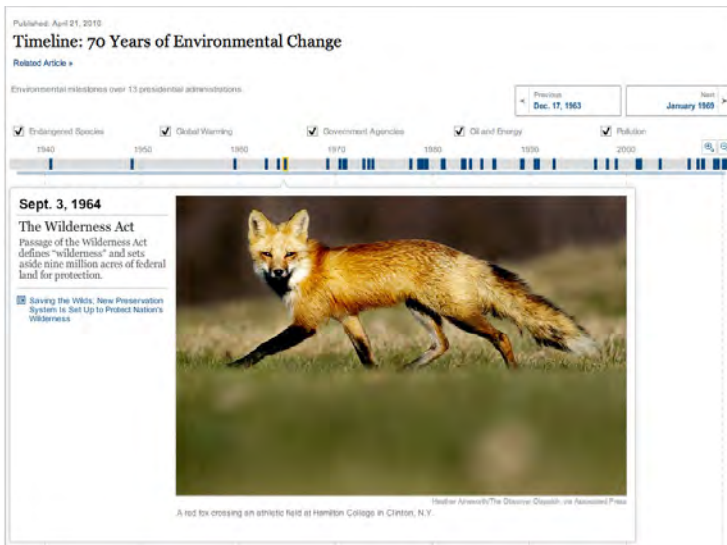 Published: April 21, 2010
Timeline: 70 Years of Environmental Change
Related Article »
Environmental milestones over 13 presidential administrations.
Previous
Dec. 17, 1963
Next
January 1969
Endangered Species
Global Warming
Government Agencies
Oil and Energy
Pollution
1940 1950 1960 1970 1980 1990 2000
Sept. 3, 1964
The Wilderness Act
Passage of the Wilderness Act
defines “wilderness” and sets
aside nine million acres of federal
land for protection.
Saving the Wilds; New Preservation
System Is Set Up to Protect Nation's
Wilderness
Heather Ainsworth/The Observer-Dispatch, via Associated Press
A red fox crossing an athletic field at Hamilton College in Clinton, N.Y.